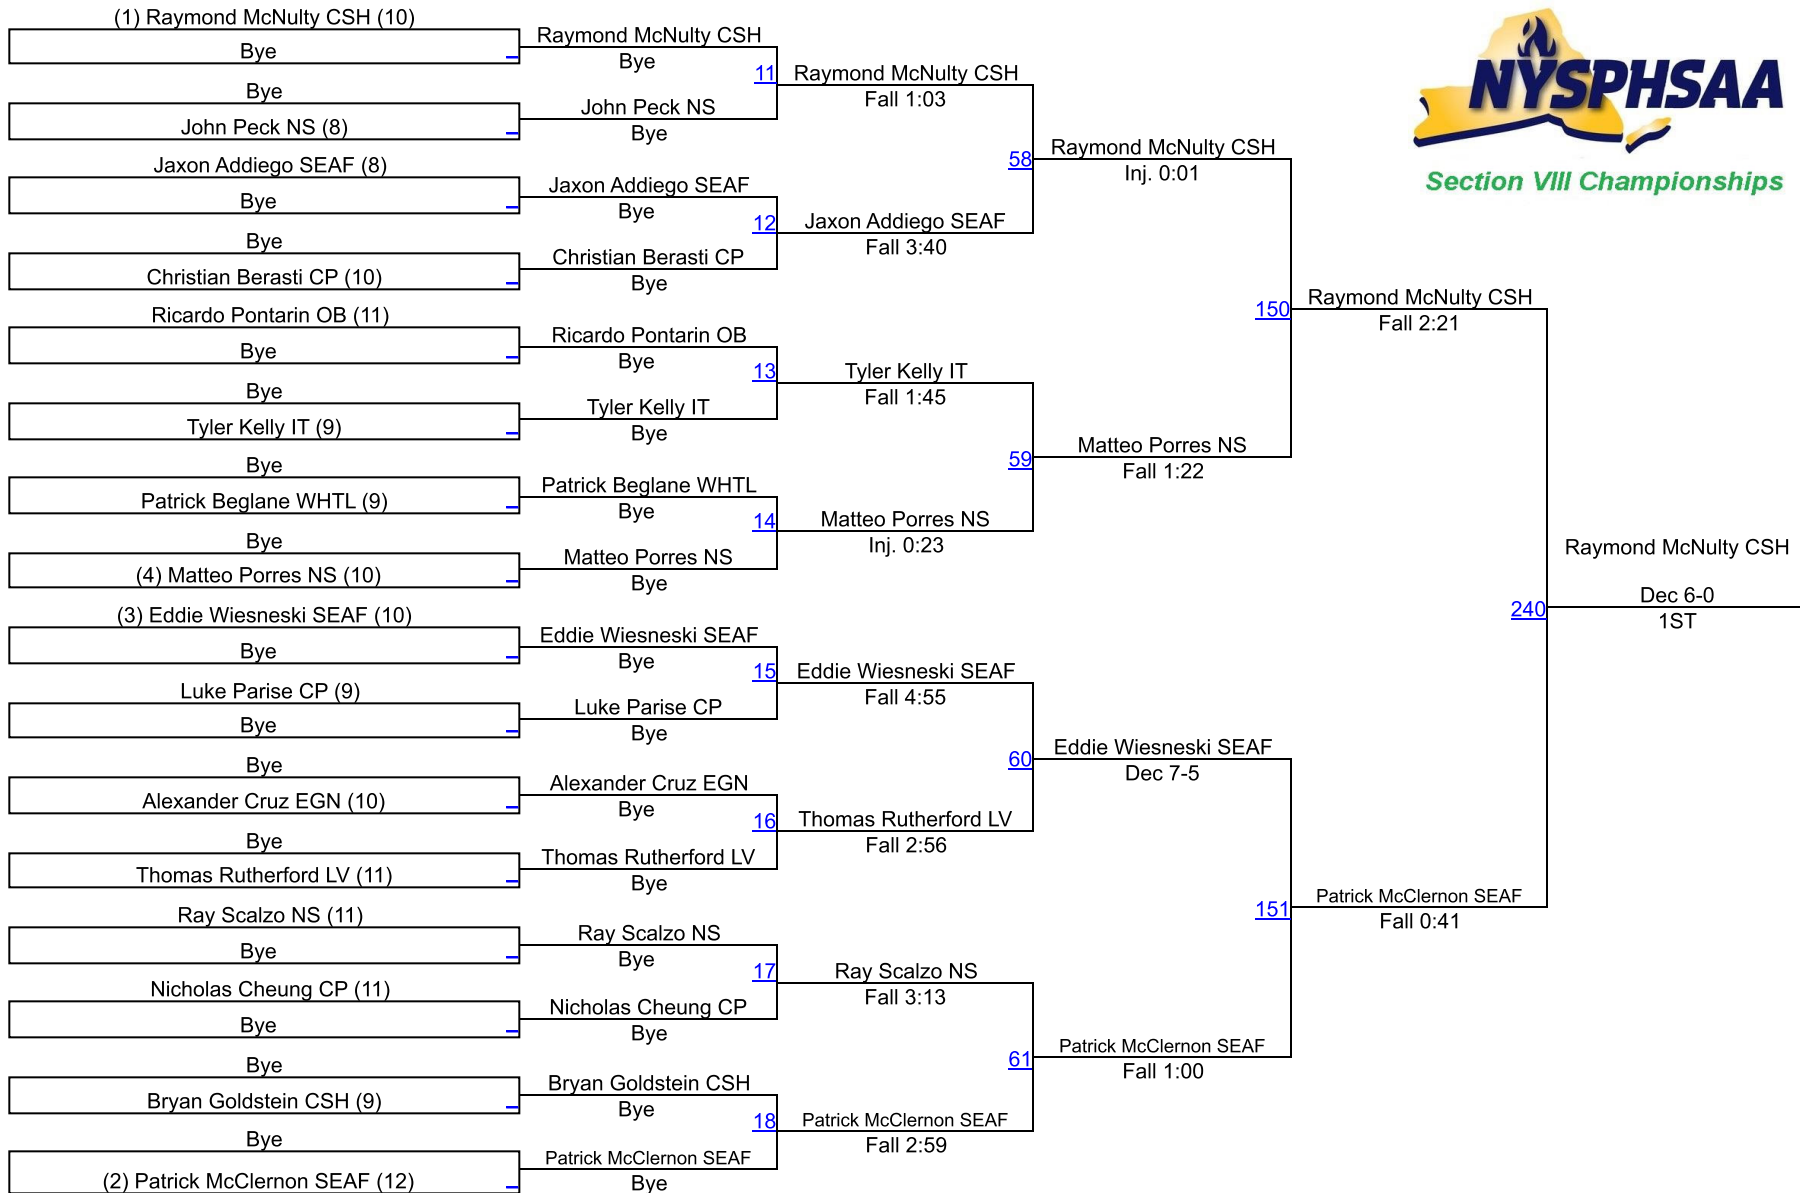 (1) Raymond McNulty CSH (10)
Bye
Bye
John Peck NS (8)
Jaxon Addiego SEAF (8)
Bye
Bye
Christian Berasti CP (10)
Ricardo Pontarin OB (11)
Bye
Bye
Tyler Kelly IT (9)
Bye
Patrick Beglane WHTL (9)
Bye
(4) Matteo Porres NS (10)
(3) Eddie Wiesneski SEAF (10)
Bye
Luke Parise CP (9)
Bye
Bye
Alexander Cruz EGN (10)
Bye
Thomas Rutherford LV (11)
Ray Scalzo NS (11)
Bye
Nicholas Cheung CP (11)
Bye
Bye
Bryan Goldstein CSH (9)
Bye
(2) Patrick McClernon SEAF (12)
Raymond McNulty CSH
Bye
11
John Peck NS
Bye
Jaxon Addiego SEAF
Bye
12
Christian Berasti CP
Bye
Ricardo Pontarin OB
Bye
13
Tyler Kelly IT
Bye
Patrick Beglane WHTL
Bye
14
Matteo Porres NS
Bye
Eddie Wiesneski SEAF
Bye
15
Luke Parise CP
Bye
Alexander Cruz EGN
Bye
16
Thomas Rutherford LV
Bye
Ray Scalzo NS
Bye
17
Nicholas Cheung CP
Bye
Bryan Goldstein CSH
Bye
18
Patrick McClernon SEAF
Bye
Raymond McNulty CSH
Fall 1:03
58
Jaxon Addiego SEAF
Fall 3:40
Tyler Kelly IT
Fall 1:45
59
Matteo Porres NS
Inj. 0:23
Eddie Wiesneski SEAF
Fall 4:55
60
Thomas Rutherford LV
Fall 2:56
Ray Scalzo NS
Fall 3:13
61
Patrick McClernon SEAF
Fall 2:59
Raymond McNulty CSH
Inj. 0:01
150
Matteo Porres NS
Fall 1:22
Eddie Wiesneski SEAF
Dec 7-5
151
Patrick McClernon SEAF
Fall 1:00
Raymond McNulty CSH
Fall 2:21
240
Patrick McClernon SEAF
Fall 0:41
Raymond McNulty CSH
Dec 6-0
1ST
NYSPHSAA
Section VIII Championships